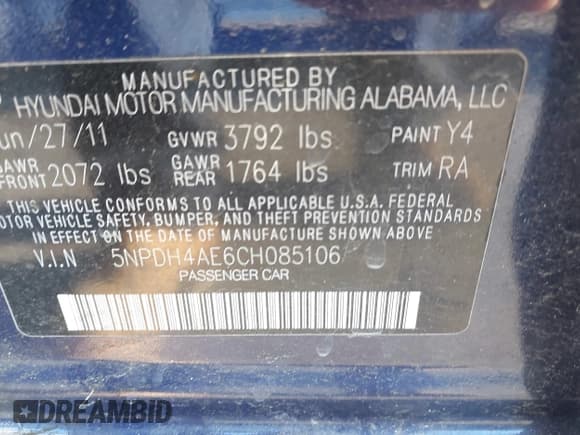 MANUFACTURED BY
HYUNDAI MOTOR MANUFACTURING ALABAMA, LLC
un/27/11 GVWR 3792 lbs PAINT Y4
GAWR FRONT 2072 lbs GAWR REAR 1764 lbs TRIM RA
THIS VEHICLE CONFORMS TO ALL APPLICABLE U.S.A. FEDERAL
MOTOR VEHICLE SAFETY, BUMPER, AND THEFT PREVENTION STANDARDS
IN EFFECT ON THE DATE OF MANUFACTURE SHOWN ABOVE
V.I.N 5NPDH4AE6CH085106
PASSENGER CAR
DREAMBID